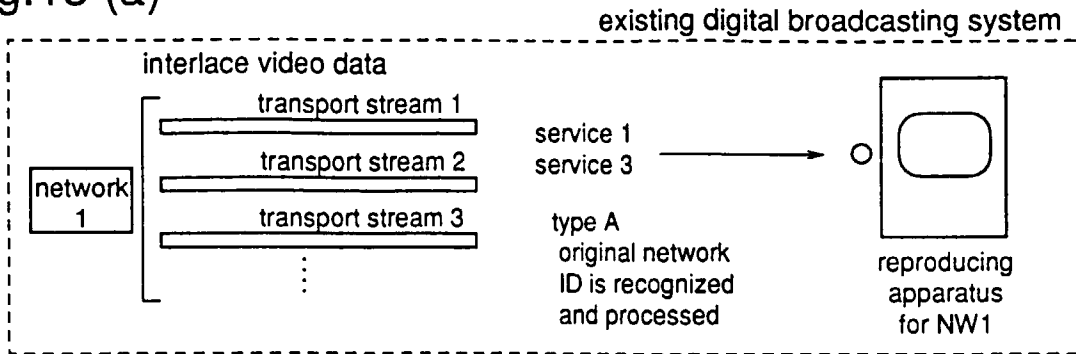 existing digital broadcasting system
interlace video data
transport stream 1
transport stream 2
transport stream 3
network
1
service 1
service 3
type A
original network
ID is recognized
and processed
reproducing
apparatus
for NW1